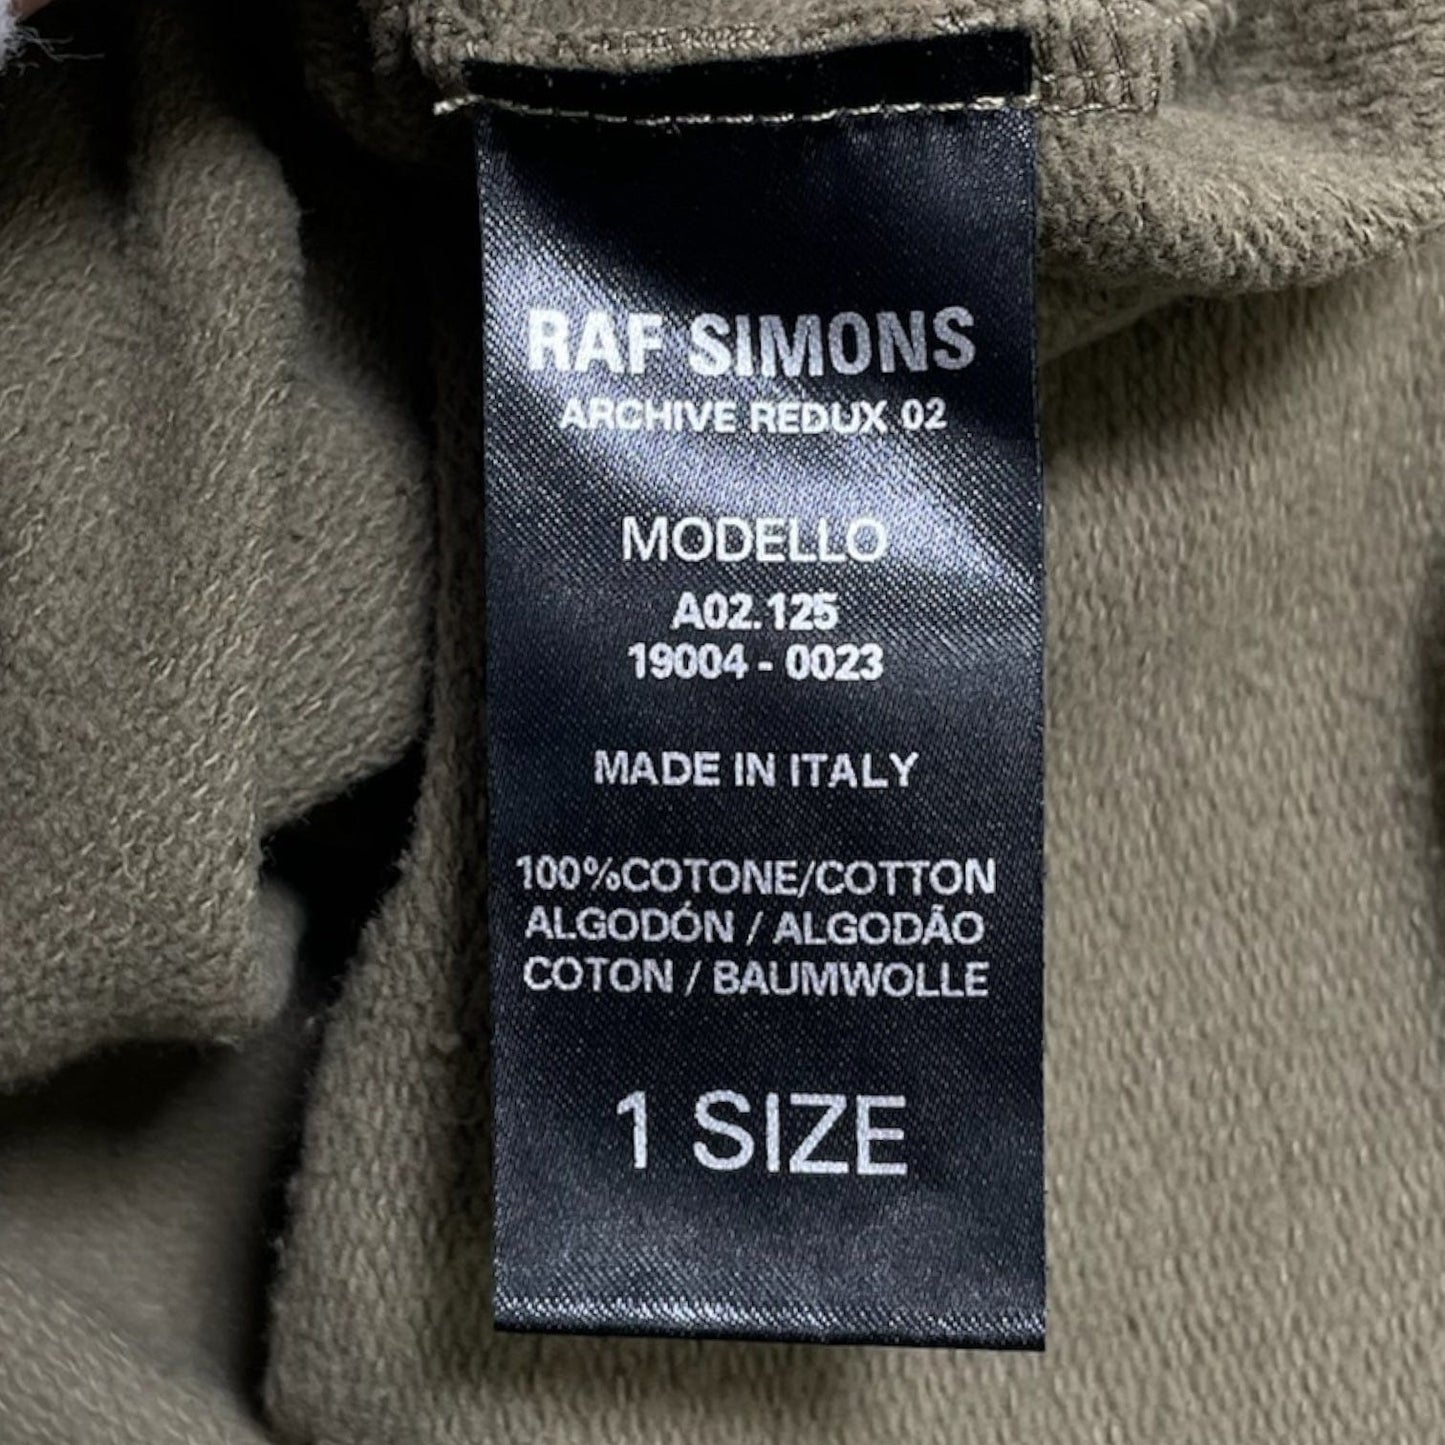 RAF SIMONS
ARCHIVE REDUX 02
MODELLO
A02.125
19004 - 0023
MADE IN ITALY
100%COTONE/COTTON
ALGODÓN / ALGODÃO
COTON / BAUMWOLLE
1 SIZE